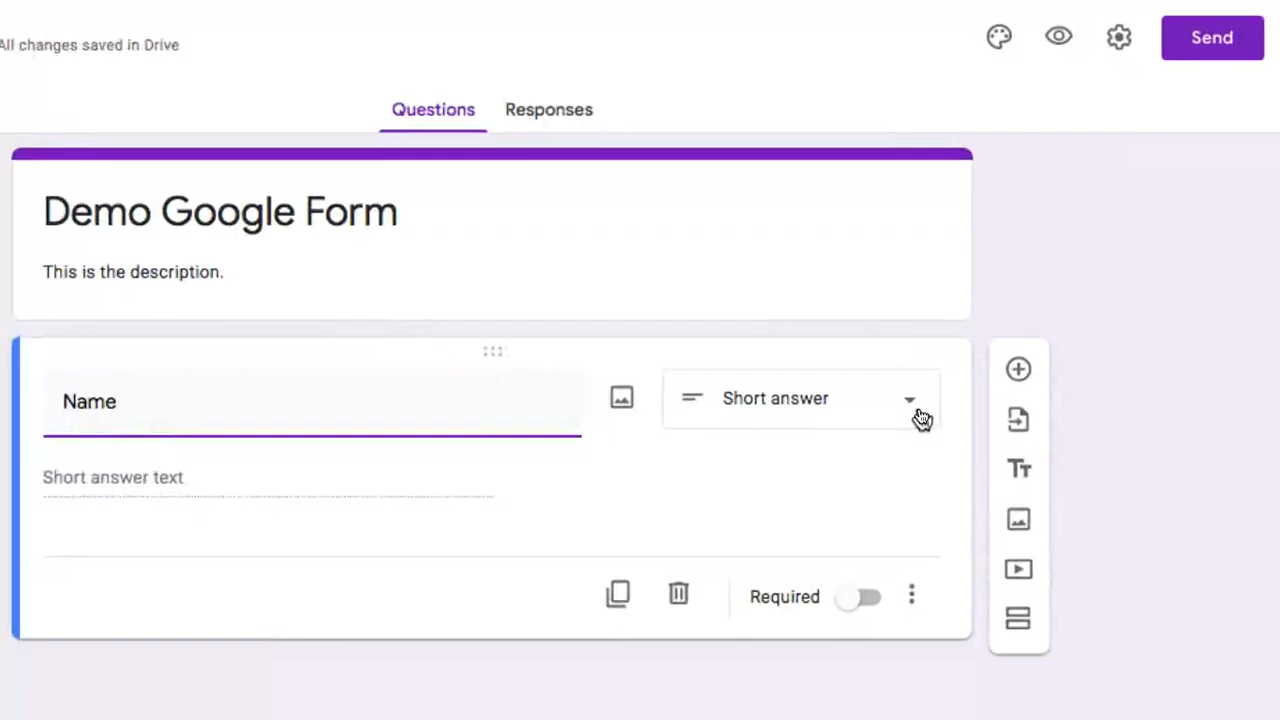 All changes saved in Drive
Send
Questions
Responses
Demo Google Form
This is the description.
Name
Short answer
Short answer text
Required